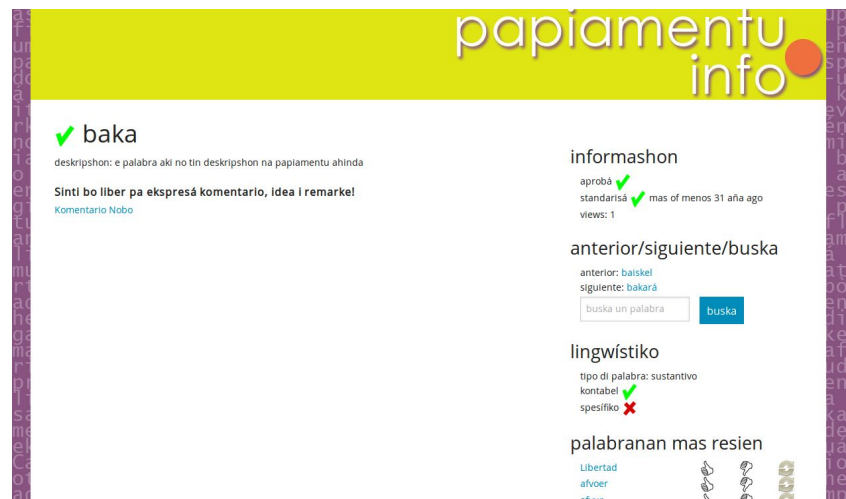 papiamentu
info
baka
deskripshon: e palabra aki no tin deskripshon na papiamentu ahinda
Sinti bo liber pa ekspresá komentario, idea i remarke!
Komentario Nobo
informashon
aprobá
standarisá mas of menos 31 aña ago
views: 1
anterior/siguiente/buska
anterior: baiskel
siguiente: bakará
buska un palabra buska
lingwístiko
tipo di palabra: sustantivo
kontabel
spesífiko
palabranan mas resien
Libertad
afvoer